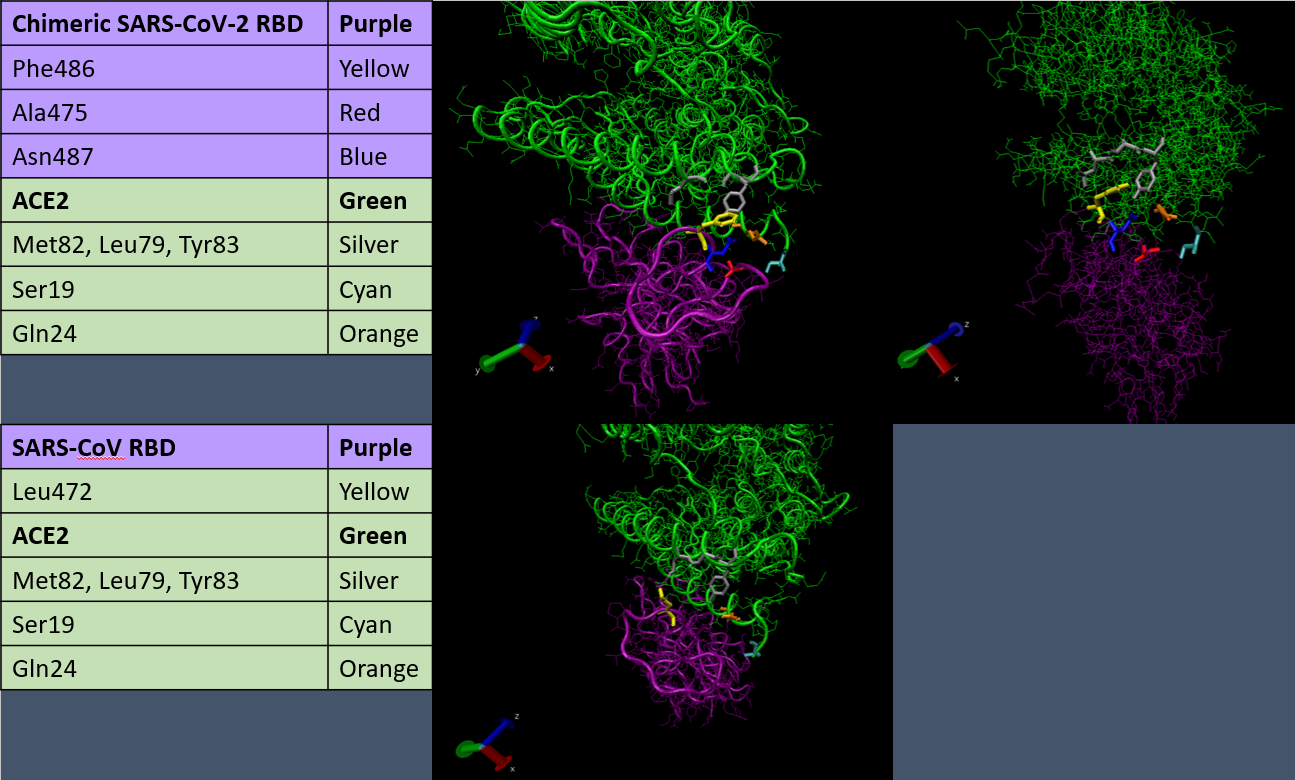 Chimeric SARS-CoV-2 RBD Purple
Phe486 Yellow
Ala475 Red
Asn487 Blue
ACE2 Green
Met82, Leu79, Tyr83 Silver
Ser19 Cyan
Gln24 Orange
z
y
x
z
x
SARS-CoV RBD Purple
Leu472 Yellow
ACE2 Green
Met82, Leu79, Tyr83 Silver
Ser19 Cyan
Gln24 Orange
z
x